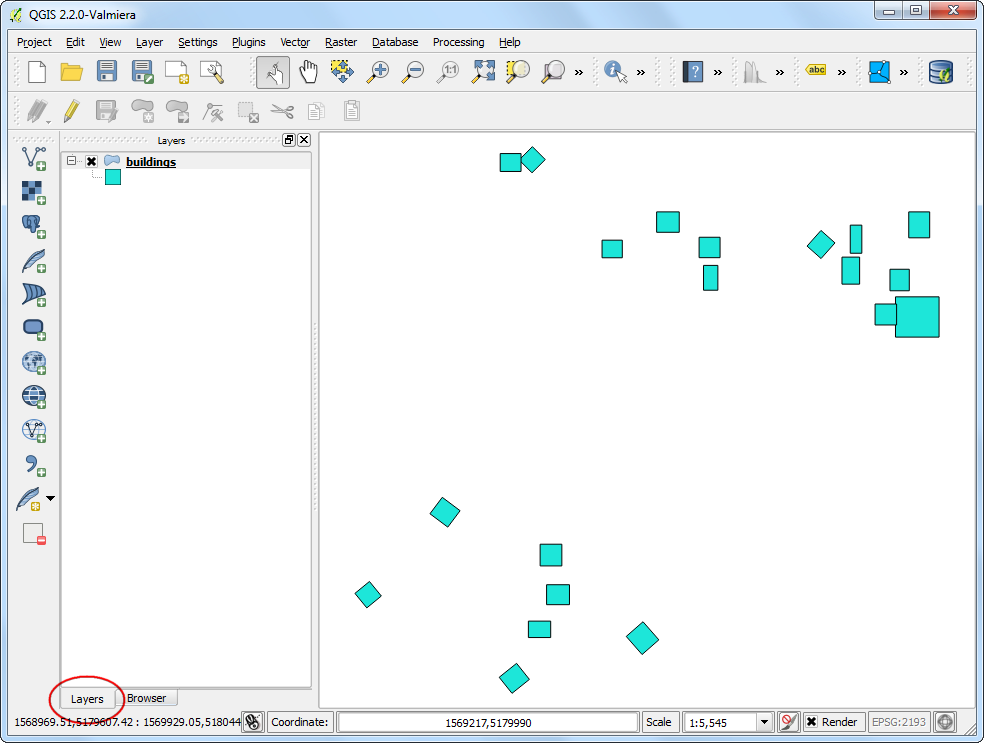 QGIS 2.2.0-Valmiera
Project Edit View Layer Settings Plugins Vector Raster Database Processing Help
1:1 abc
Layers
buildings
Layers Browser
1568969.51,5179607.42 : 1569929.05,518044 Coordinate: 1569217,5179990 Scale 1:5,545 Render EPSG:2193